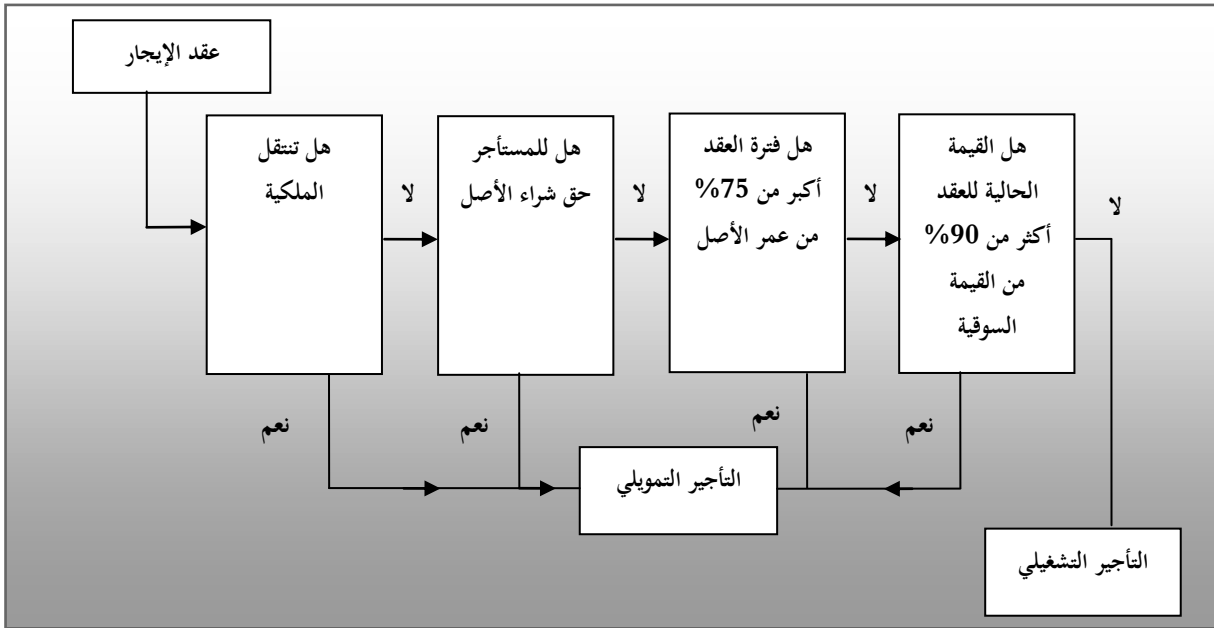 عقد الإيجار
هل تنتقل
الملكية
لا
هل للمستأجر
حق شراء الأصل
لا
هل فترة العقد
أكبر من 75%
من عمر الأصل
لا
هل القيمة
الحالية للعقد
أكثر من 90%
من القيمة
السوقية
لا
نعم
نعم
نعم
نعم
التأجير التمويلي
التأجير التشغيلي